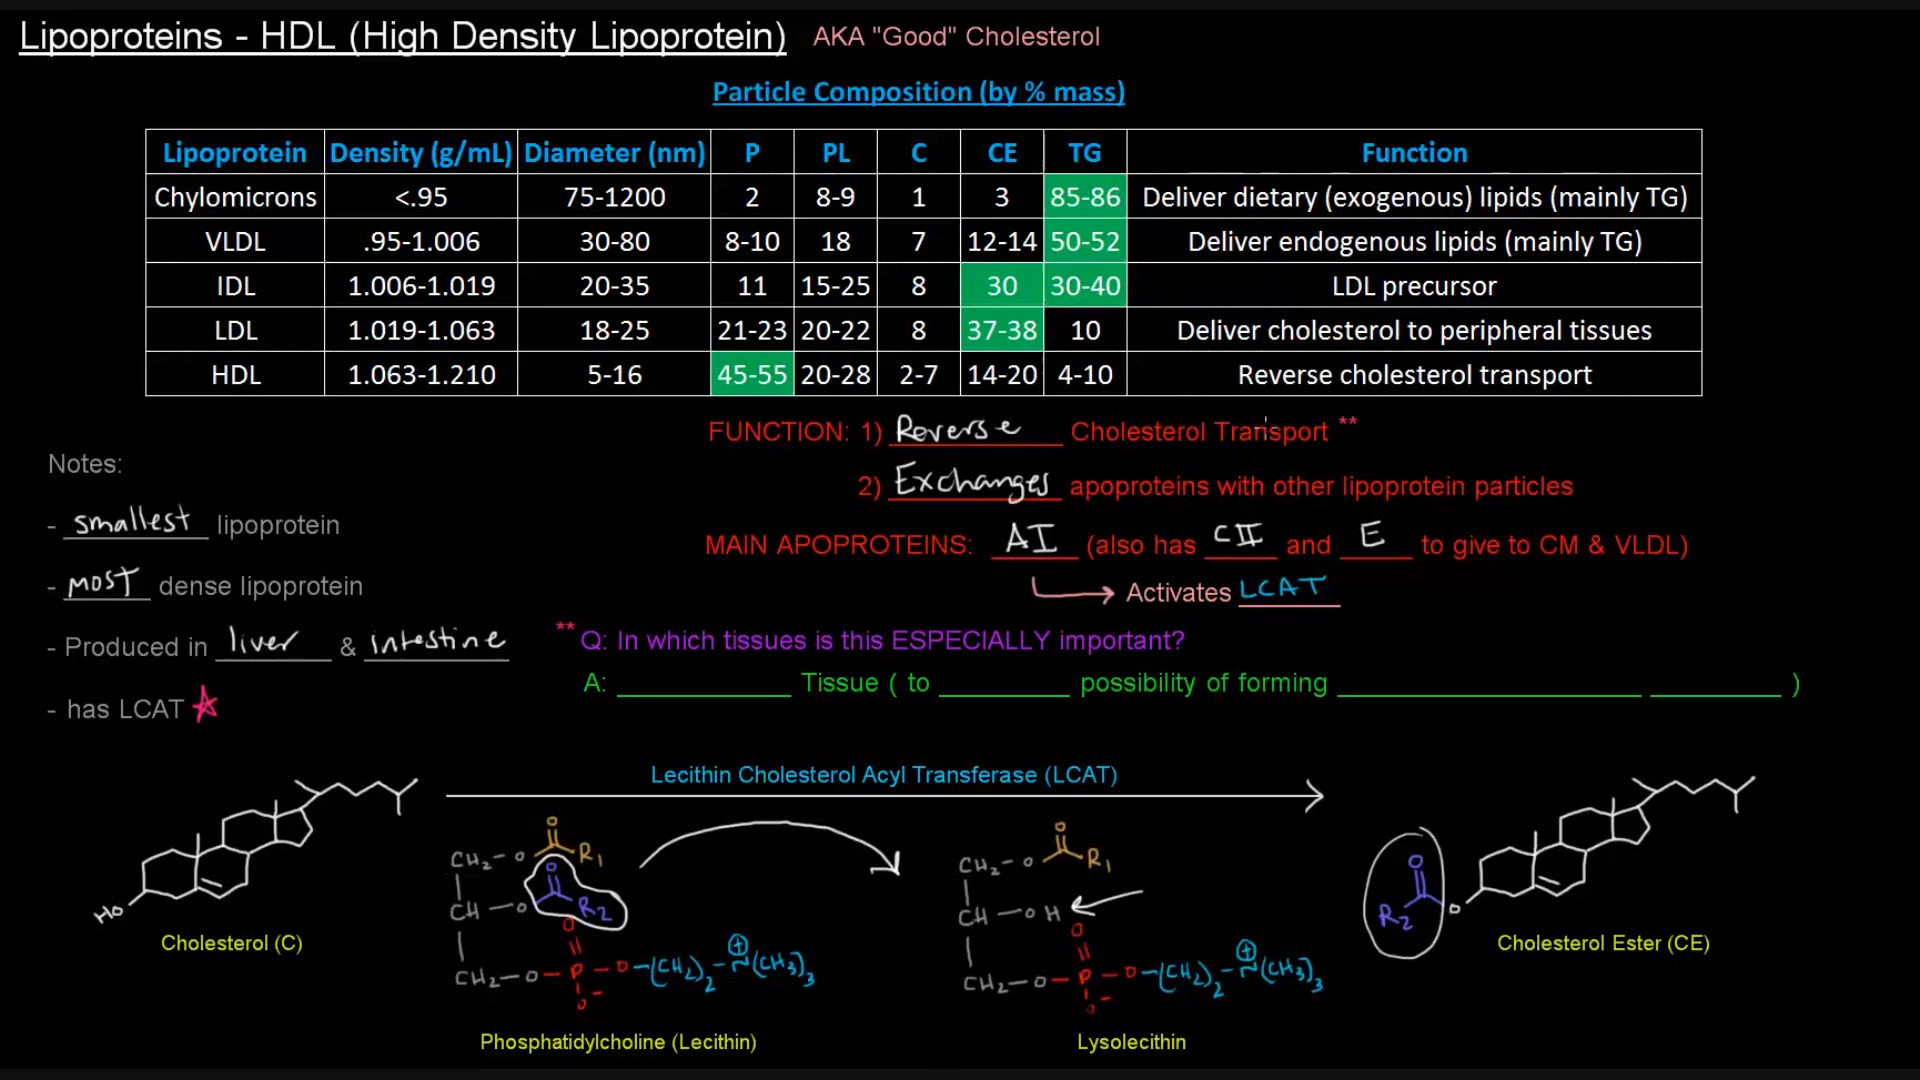 Lipoproteins - HDL (High Density Lipoprotein) AKA "Good" Cholesterol
Particle Composition (by % mass)
Lipoprotein Density (g/mL) Diameter (nm) P PL C CE TG Function
Chylomicrons <.95 75-1200 2 8-9 1 3 85-86 Deliver dietary (exogenous) lipids (mainly TG)
VLDL .95-1.006 30-80 8-10 18 7 12-14 50-52 Deliver endogenous lipids (mainly TG)
IDL 1.006-1.019 20-35 11 15-25 8 30 30-40 LDL precursor
LDL 1.019-1.063 18-25 21-23 20-22 8 37-38 10 Deliver cholesterol to peripheral tissues
HDL 1.063-1.210 5-16 45-55 20-28 2-7 14-20 4-10 Reverse cholesterol transport
FUNCTION: 1) Reverse Cholesterol Transport **
2) Exchanges apoproteins with other lipoprotein particles
MAIN APOPROTEINS: AI (also has CII and E to give to CM & VLDL)
Activates LCAT
Notes:
- smallest lipoprotein
- most dense lipoprotein
- Produced in liver & intestine
- has LCAT
** Q: In which tissues is this ESPECIALLY important?
A: ____ Tissue ( to ____ possibility of forming ____ ____ )
Lecithin Cholesterol Acyl Transferase (LCAT)
HO
Cholesterol (C)
O
CH2-O R1
O
CH-O R2
O
CH2-O-P-O-(CH2)2-N(CH3)3
⊕
O-
Phosphatidylcholine (Lecithin)
O
CH2-O R1
CH-OH
O
CH2-O-P-O-(CH2)2-N(CH3)3
⊕
O-
Lysolecithin
O
R2 O
Cholesterol Ester (CE)